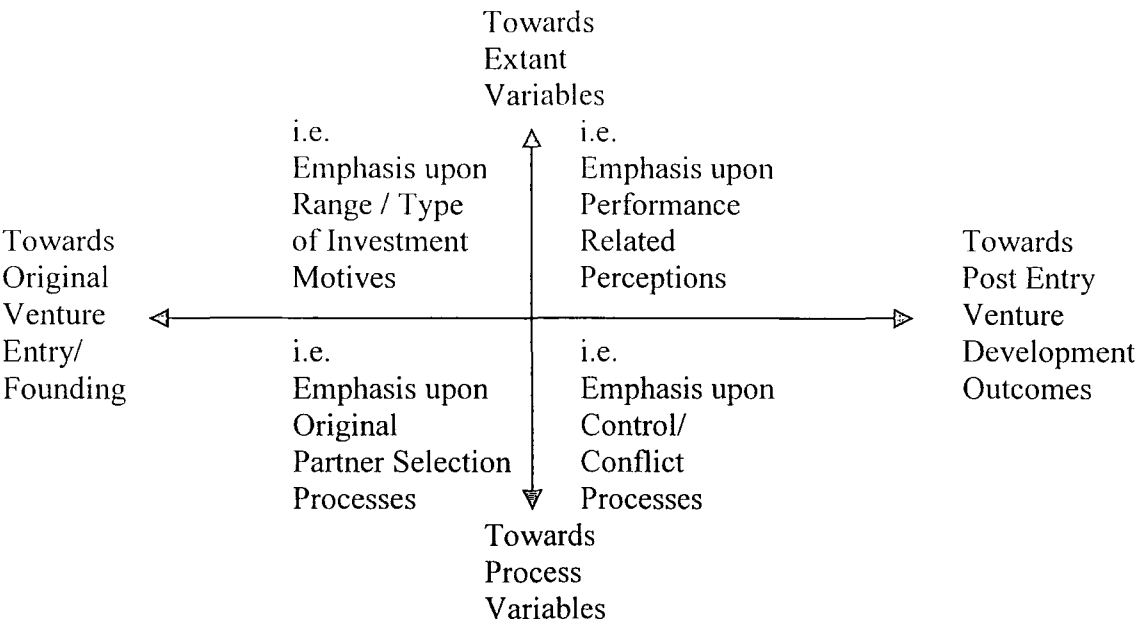 Towards
Extant
Variables
i.e.
Emphasis upon
Range / Type
of Investment
Motives
i.e.
Emphasis upon
Performance
Related
Perceptions
Towards
Original
Venture
Entry/
Founding
Towards
Post Entry
Venture
Development
Outcomes
i.e.
Emphasis upon
Original
Partner Selection
Processes
i.e.
Emphasis upon
Control/
Conflict
Processes
Towards
Process
Variables